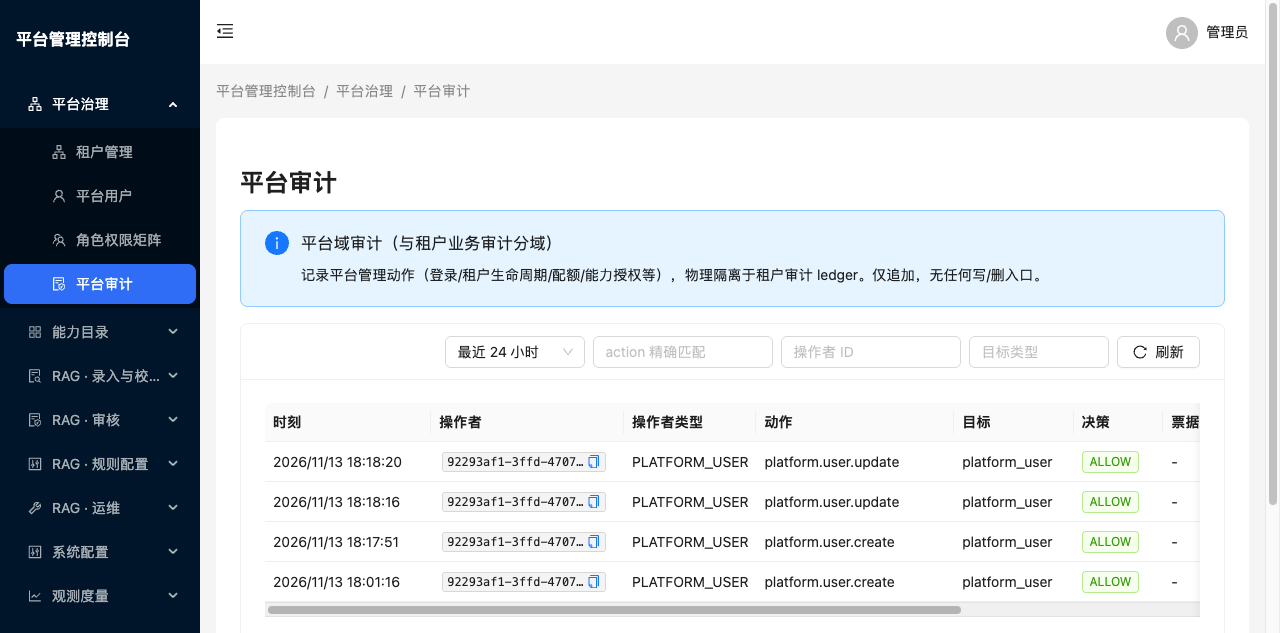 平台管理控制台
管理员
平台治理
租户管理
平台用户
角色权限矩阵
平台审计
能力目录
RAG · 录入与校...
RAG · 审核
RAG · 规则配置
RAG · 运维
系统配置
观测度量
平台管理控制台 / 平台治理 / 平台审计
平台审计
平台域审计（与租户业务审计分域）
记录平台管理动作（登录/租户生命周期/配额/能力授权等），物理隔离于租户审计 ledger。仅追加，无任何写/删入口。
最近 24 小时 action 精确匹配 操作者 ID 目标类型 刷新
时刻 操作者 操作者类型 动作 目标 决策 票据
2026/11/13 18:18:20 92293af1-3ffd-4707… PLATFORM_USER platform.user.update platform_user ALLOW -
2026/11/13 18:18:16 92293af1-3ffd-4707… PLATFORM_USER platform.user.update platform_user ALLOW -
2026/11/13 18:17:51 92293af1-3ffd-4707… PLATFORM_USER platform.user.create platform_user ALLOW -
2026/11/13 18:01:16 92293af1-3ffd-4707… PLATFORM_USER platform.user.create platform_user ALLOW -